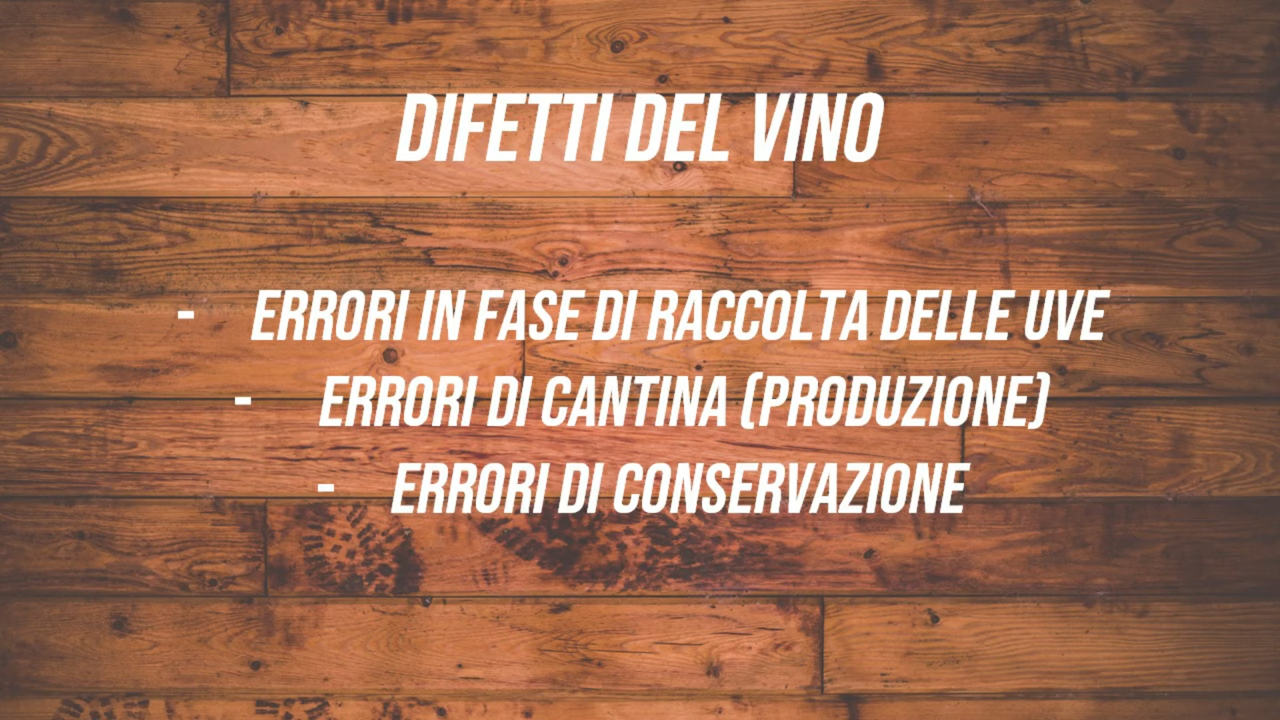 DIFETTI DEL VINO
- ERRORI IN FASE DI RACCOLTA DELLE UVE
- ERRORI DI CANTINA (PRODUZIONE)
- ERRORI DI CONSERVAZIONE